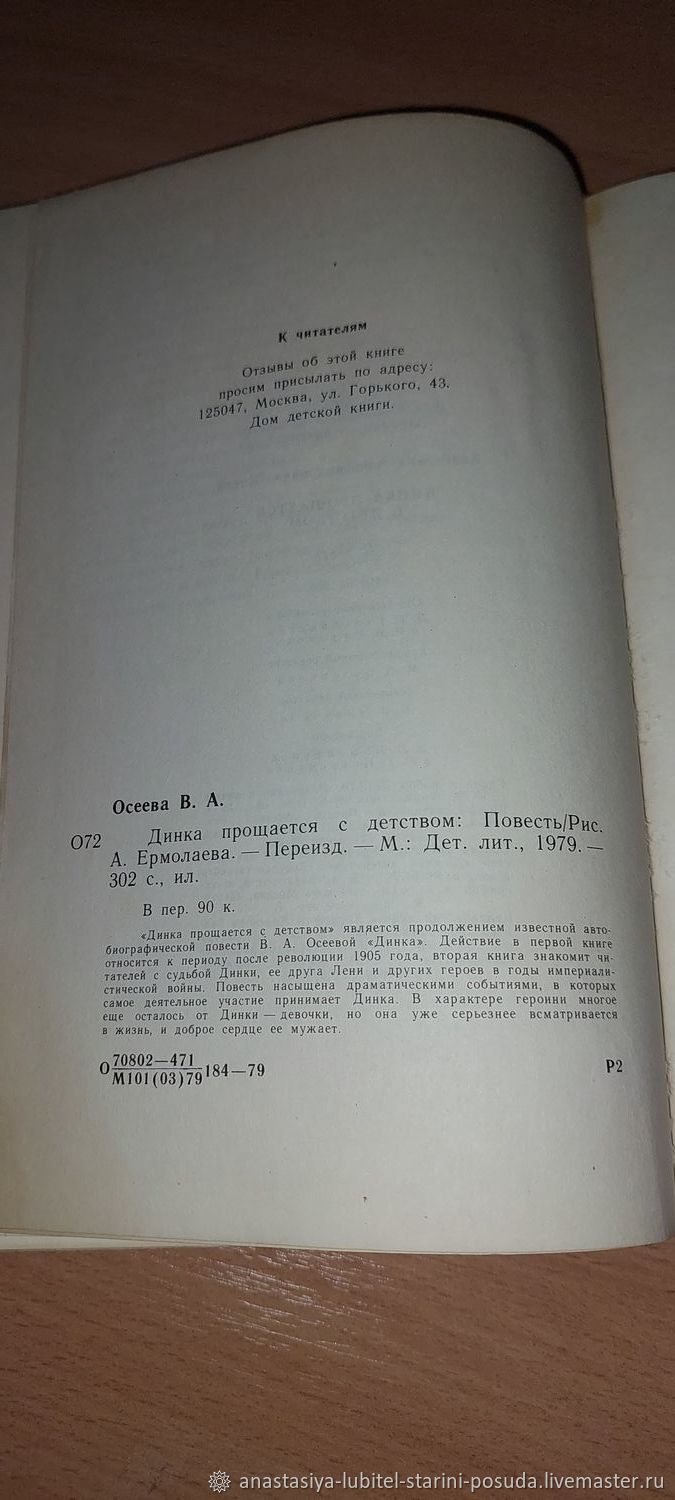 К читателям
Отзывы об этой книге
просим присылать по адресу:
125047, Москва, ул. Горького, 43.
Дом детской книги.
Осеева В. А.
О72 Динка прощается с детством: Повесть/Рис.
А. Ермолаева. — Переизд. — М.: Дет. лит., 1979. —
302 с., ил.
В пер. 90 к.
«Динка прощается с детством» является продолжением известной авто-
биографической повести В. А. Осеевой «Динка». Действие в первой книге
относится к периоду после революции 1905 года, вторая книга знакомит чи-
тателей с судьбой Динки, ее друга Лени и других героев в годы империали-
стической войны. Повесть насыщена драматическими событиями, в которых
самое деятельное участие принимает Динка. В характере героини многое
еще осталось от Динки — девочки, но она уже серьезнее всматривается
в жизнь, и доброе сердце ее мужает.
О 70802—471
М101(03)79 184—79 Р2
anastasiya-lubitel-starini-posuda.livemaster.ru